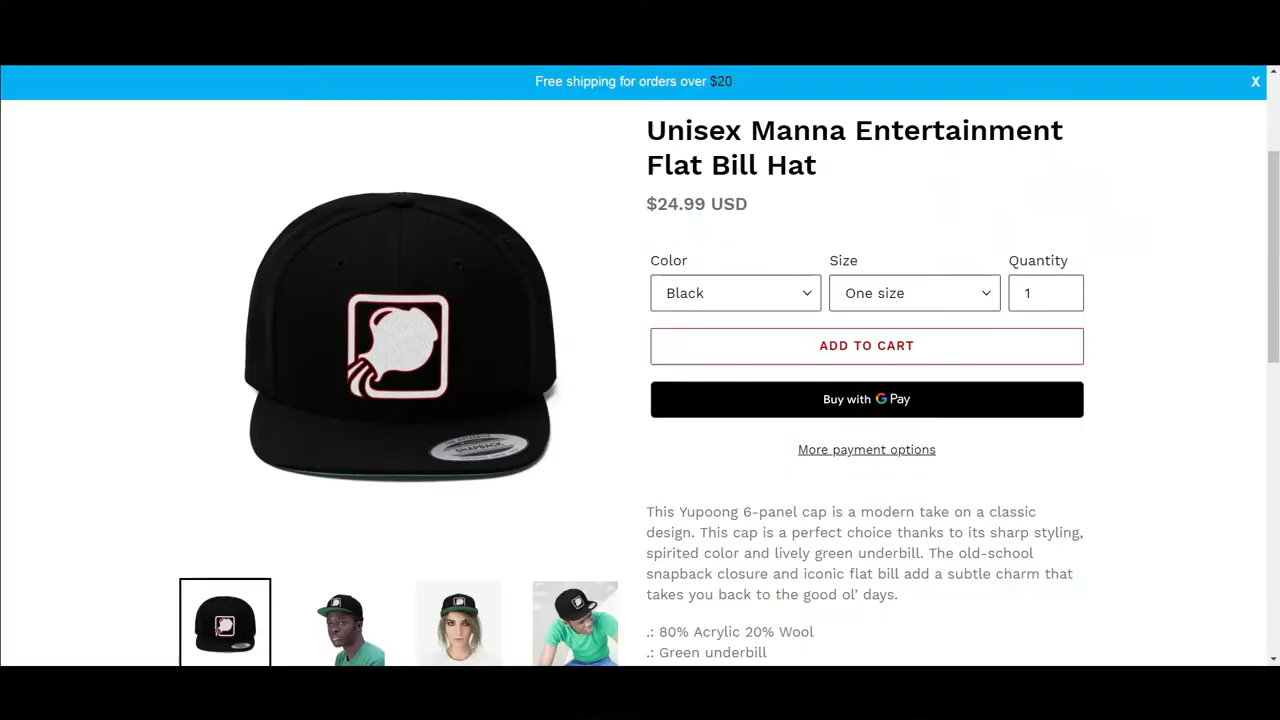 Free shipping for orders over $20
X
Unisex Manna Entertainment
Flat Bill Hat
$24.99 USD
Color
Size
Quantity
Black
One size
1
ADD TO CART
Buy with G Pay
More payment options
SNAPBACK
This Yupoong 6-panel cap is a modern take on a classic
design. This cap is a perfect choice thanks to its sharp styling,
spirited color and lively green underbill. The old-school
snapback closure and iconic flat bill add a subtle charm that
takes you back to the good ol’ days.
.: 80% Acrylic 20% Wool
.: Green underbill